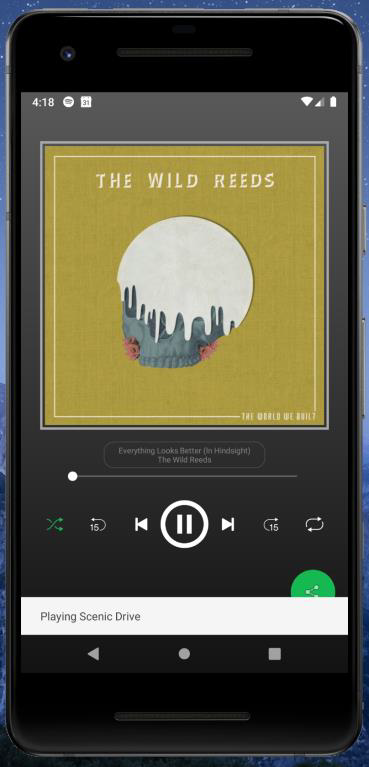 4:18
31
THE WILD REEDS
THE WORLD WE BUILT
Everything Looks Better (In Hindsight)
The Wild Reeds
15
15
Playing Scenic Drive